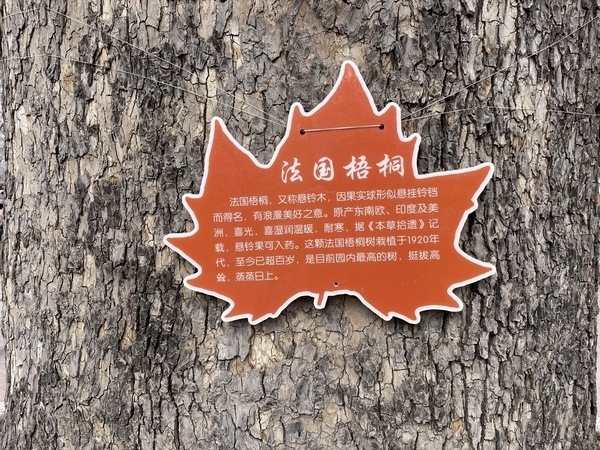 法国梧桐
法国梧桐，又称悬铃木，因果实球形似悬挂铃铛
而得名，有浪漫美好之意。原产东南欧、印度及美
洲，喜光，喜湿润温暖，耐寒，据《本草拾遗》记
载，悬铃果可入药。这颗法国梧桐树栽植于1920年
代，至今已超百岁，是目前园内最高的树，挺拔高
耸，蒸蒸日上。